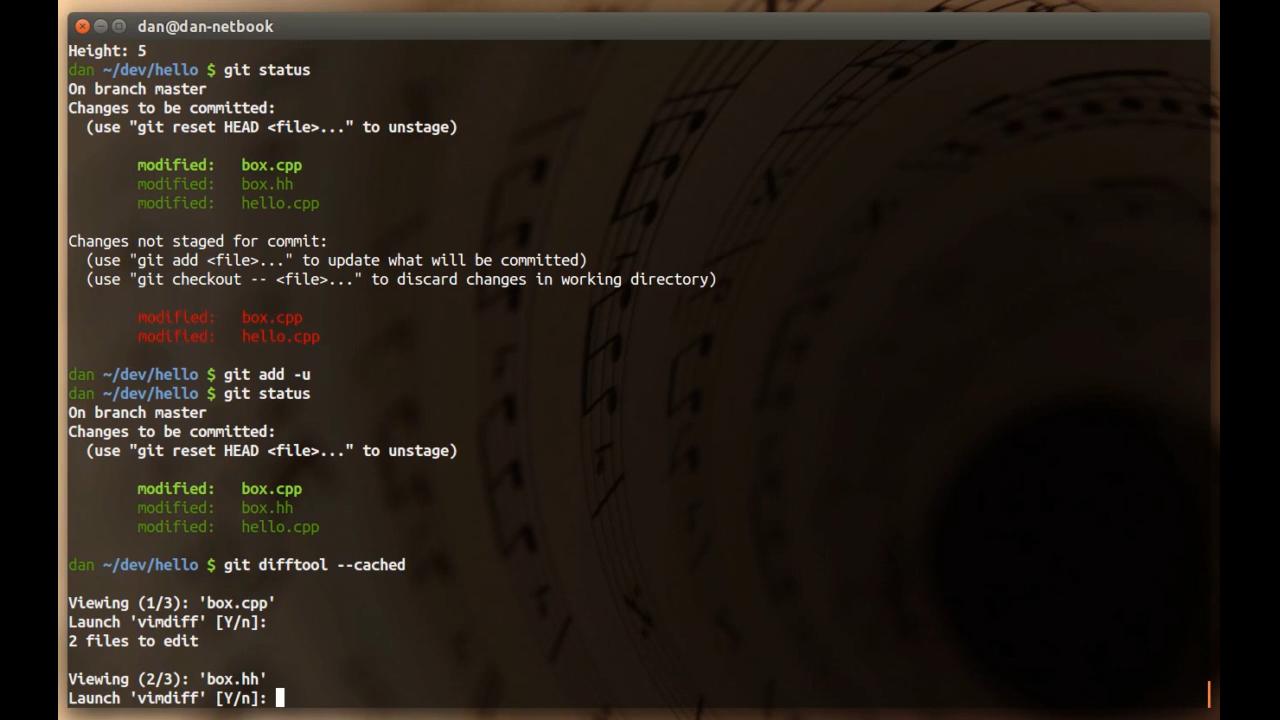 dan@dan-netbook
Height: 5
dan ~/dev/hello $ git status
On branch master
Changes to be committed:
  (use "git reset HEAD <file>..." to unstage)
        modified:   box.cpp
        modified:   box.hh
        modified:   hello.cpp
Changes not staged for commit:
  (use "git add <file>..." to update what will be committed)
  (use "git checkout -- <file>..." to discard changes in working directory)
        modified:   box.cpp
        modified:   hello.cpp
dan ~/dev/hello $ git add -u
dan ~/dev/hello $ git status
On branch master
Changes to be committed:
  (use "git reset HEAD <file>..." to unstage)
        modified:   box.cpp
        modified:   box.hh
        modified:   hello.cpp
dan ~/dev/hello $ git difftool --cached
Viewing (1/3): 'box.cpp'
Launch 'vimdiff' [Y/n]:
2 files to edit
Viewing (2/3): 'box.hh'
Launch 'vimdiff' [Y/n]: